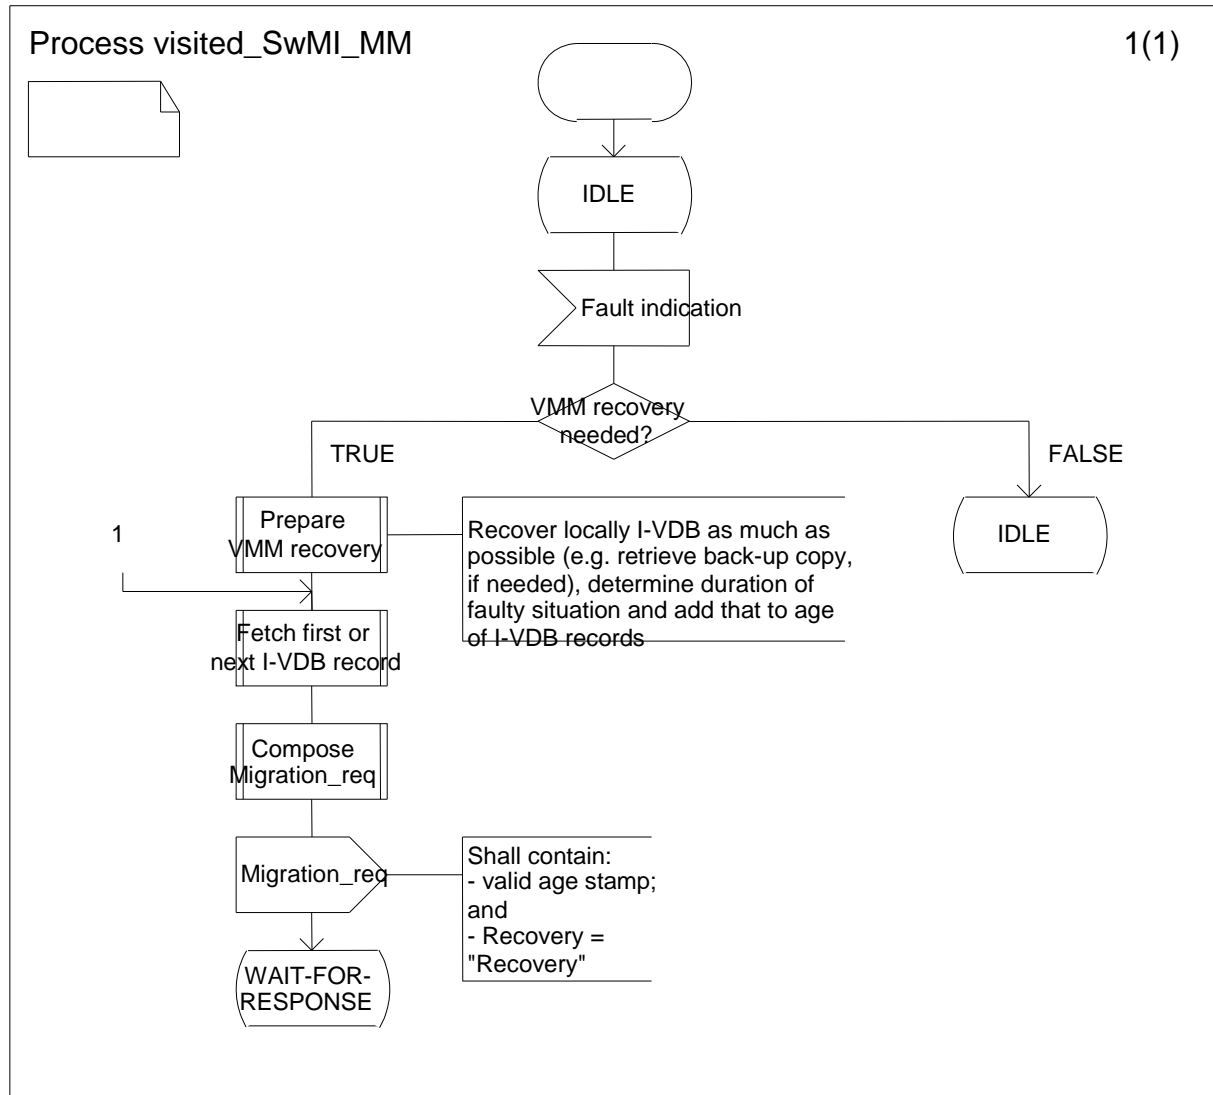 Process visited_SwMI_MM
1(1)
IDLE
Fault indication
VMM recovery
needed?
TRUE
FALSE
1
Prepare
VMM recovery
Recover locally I-VDB as much as
possible (e.g. retrieve back-up copy,
if needed), determine duration of
faulty situation and add that to age
of I-VDB records
IDLE
Fetch first or
next I-VDB record
Compose
Migration_req
Migration_req
Shall contain:
- valid age stamp;
and
- Recovery =
"Recovery"
WAIT-FOR-
RESPONSE